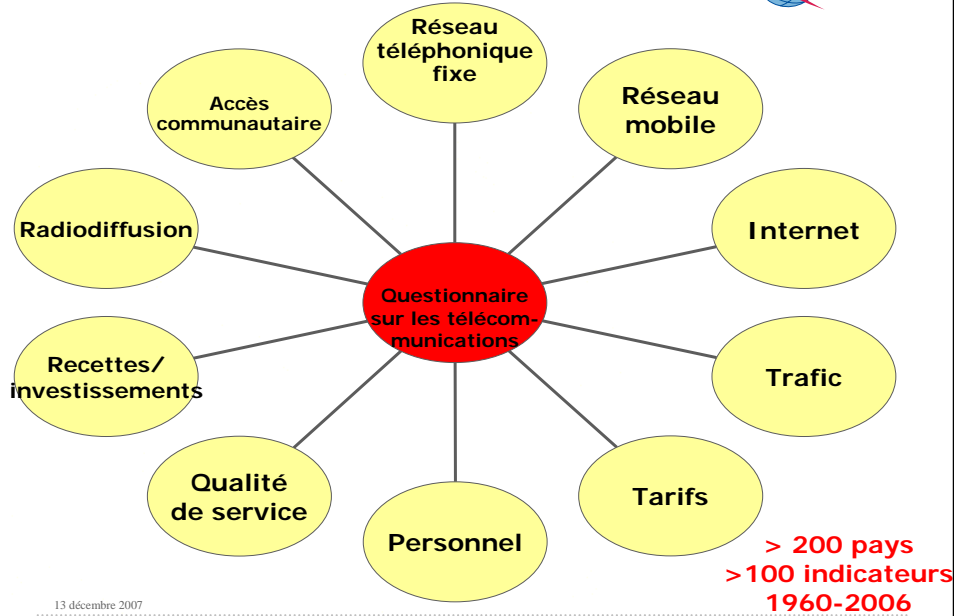 Réseau
téléphonique
fixe
Réseau
mobile
Accès
communautaire
Radiodiffusion
Internet
Questionnaire
sur les télécom-
munications
Recettes/
investissements
Trafic
Qualité
de service
Tarifs
Personnel
> 200 pays
>100 indicateurs
1960-2006
13 décembre 2007